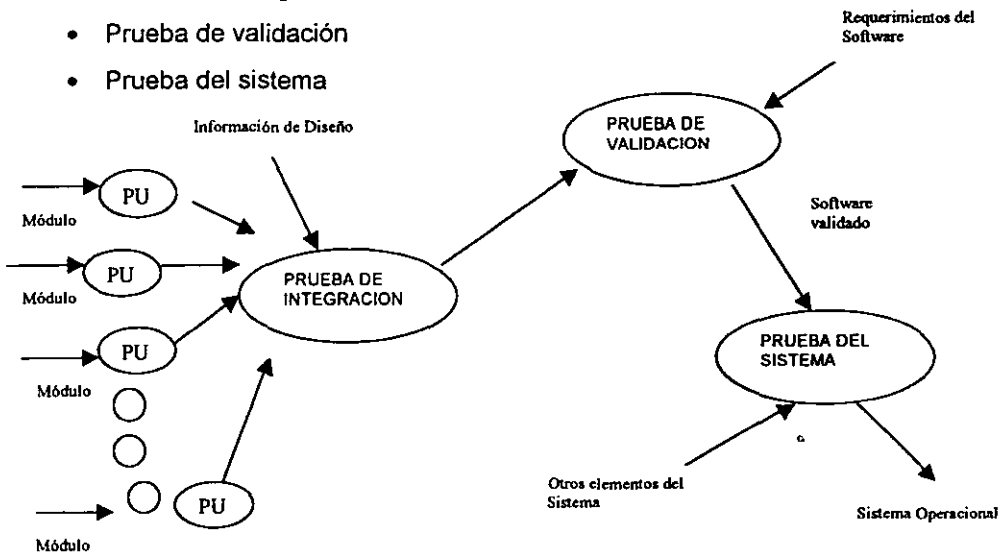 • Prueba de validación
• Prueba del sistema
Requerimientos del
Software
Información de Diseño
PRUEBA DE
VALIDACION
PU
Módulo
Software
validado
PU
Módulo
PRUEBA DE
INTEGRACION
PU
Módulo
PRUEBA DEL
SISTEMA
PU
Módulo
Otros elementos del
Sistema
Sistema Operacional